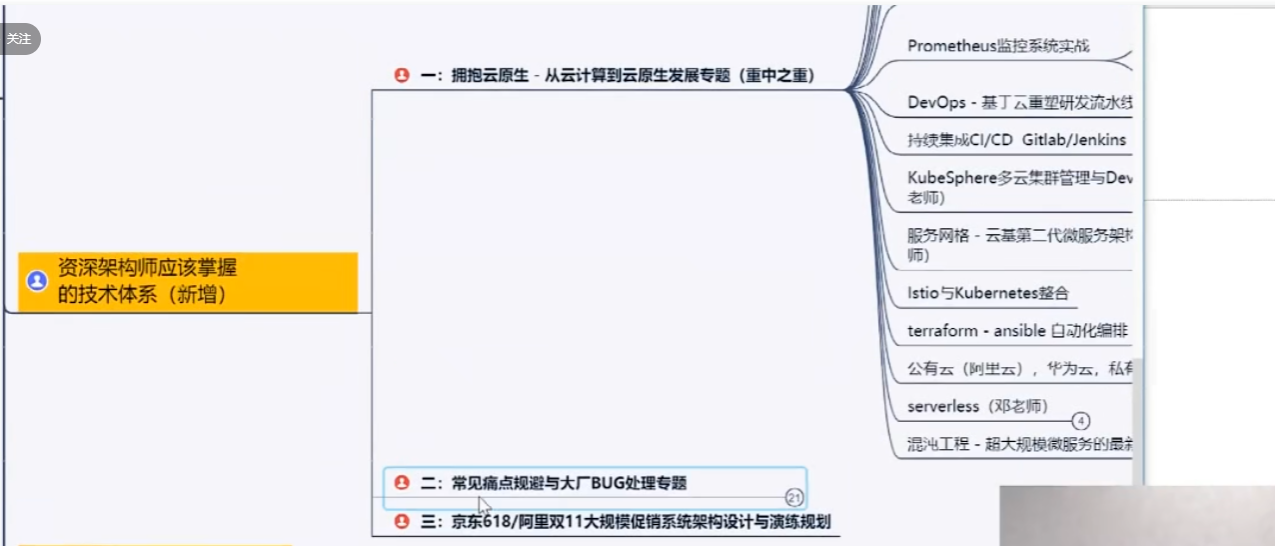 关注
Prometheus监控系统实战
一：拥抱云原生 - 从云计算到云原生发展专题（重中之重）
DevOps - 基于云重塑研发流水线
持续集成CI/CD Gitlab/Jenkins
KubeSphere多云集群管理与Dev
老师）
服务网格 - 云基第二代微服务架构
师）
资深架构师应该掌握
的技术体系（新增）
Istio与Kubernetes整合
terraform - ansible 自动化编排
公有云（阿里云），华为云，私有
serverless（邓老师）
4
混沌工程 - 超大规模微服务的最新
二：常见痛点规避与大厂BUG处理专题
21
三：京东618/阿里双11大规模促销系统架构设计与演练规划